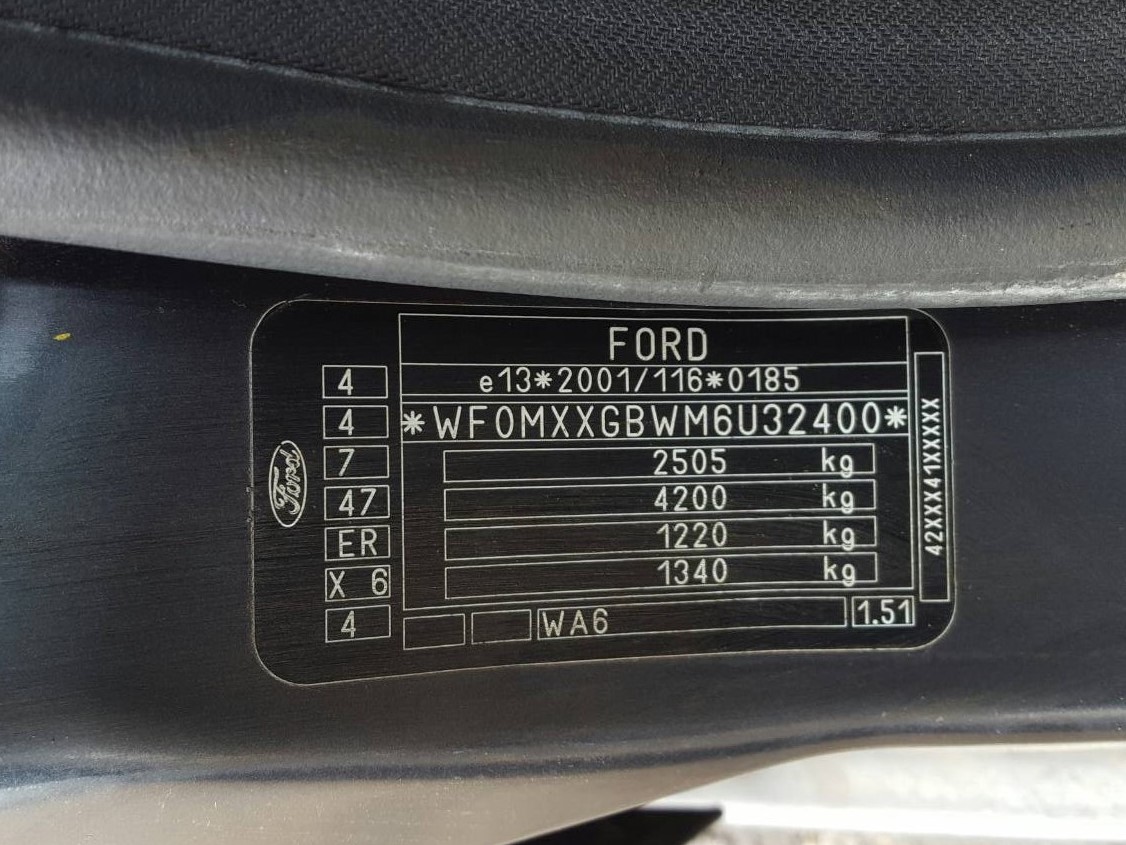 FORD
e13*2001/116*0185
*WF0MXXGBWM6U32400*
2505 kg
4200 kg
1220 kg
1340 kg
WA6
1.51
4
4
7
47
ER
X 6
4
Ford
42XXX41XXXXX